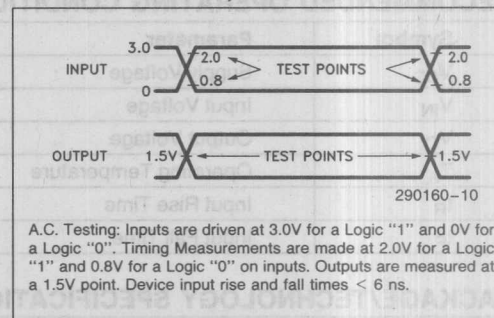 3.0
INPUT
2.0
0.8
TEST POINTS
2.0
0.8
0
OUTPUT
1.5V
TEST POINTS
1.5V
290160–10
A.C. Testing: Inputs are driven at 3.0V for a Logic "1" and 0V for
a Logic "0". Timing Measurements are made at 2.0V for a Logic
"1" and 0.8V for a Logic "0" on inputs. Outputs are measured at
a 1.5V point. Device input rise and fall times < 6 ns.